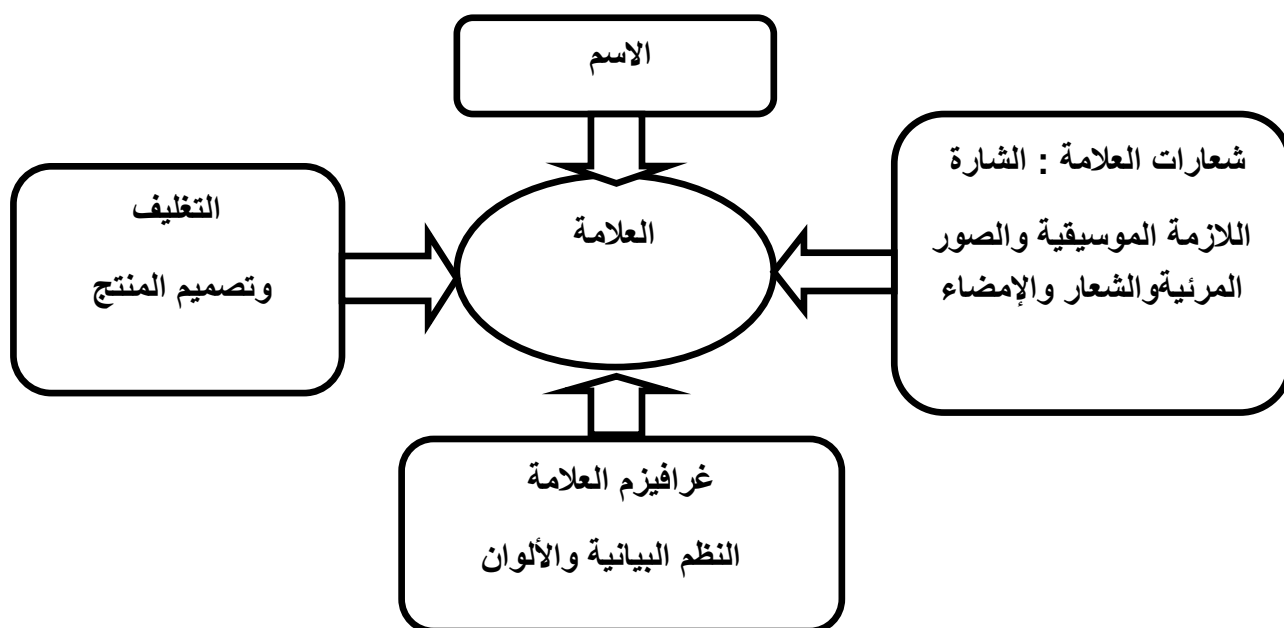 الاسم
شعارات العلامة : الشارة
اللازمة الموسيقية والصور
المرئيةوالشعار والإمضاء
العلامة
التغليف
وتصميم المنتج
غرافيزم العلامة
النظم البيانية والألوان